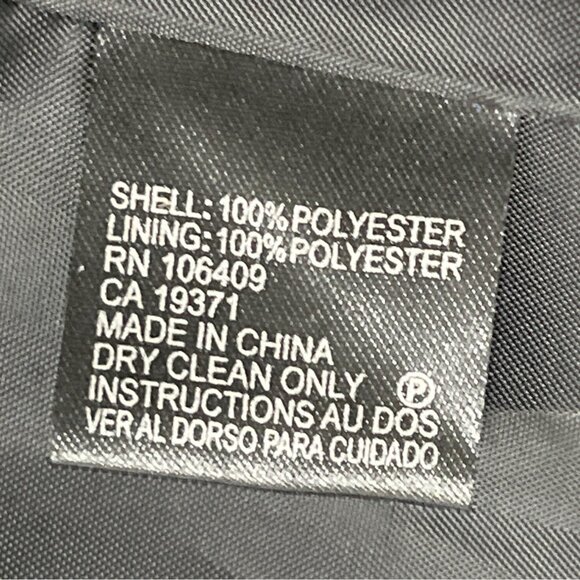 SHELL: 100% POLYESTER
LINING: 100% POLYESTER
RN 106409
CA 19371
MADE IN CHINA
DRY CLEAN ONLY Ⓟ
INSTRUCTIONS AU DOS
VER AL DORSO PARA CUIDADO